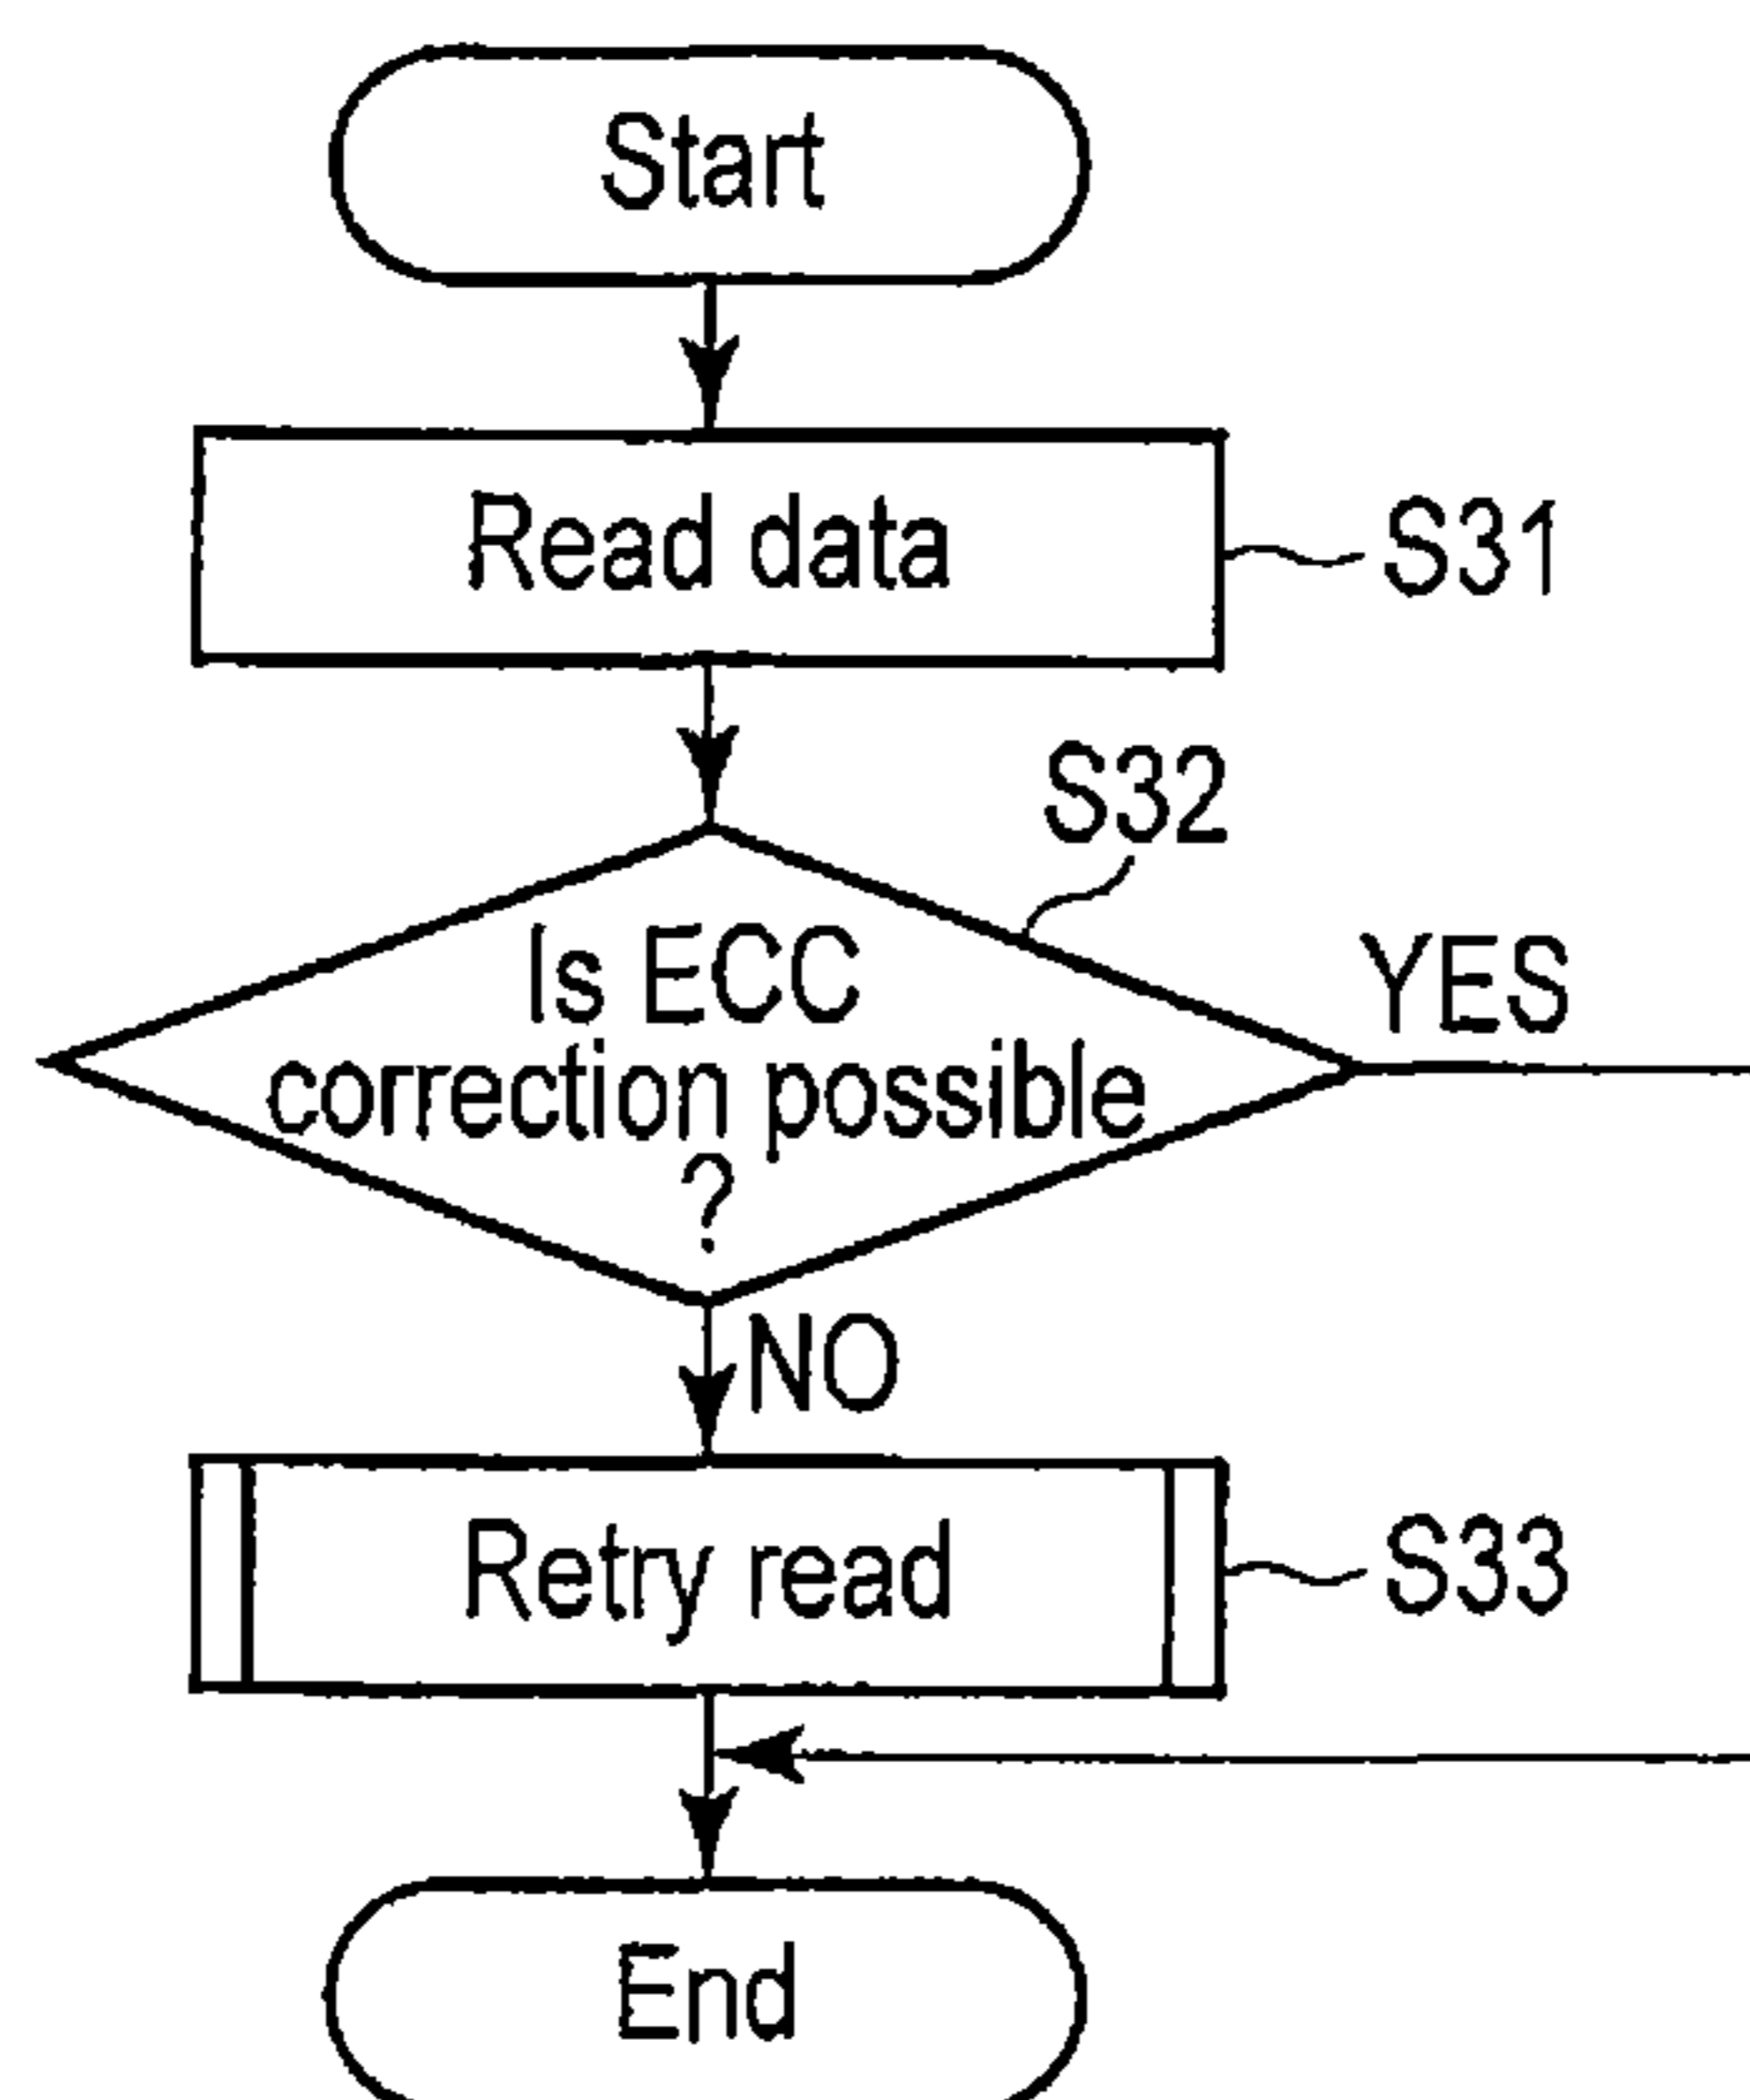 Start
Read data
S31
S32
Is ECC
correction possible
?
YES
NO
Retry read
S33
End